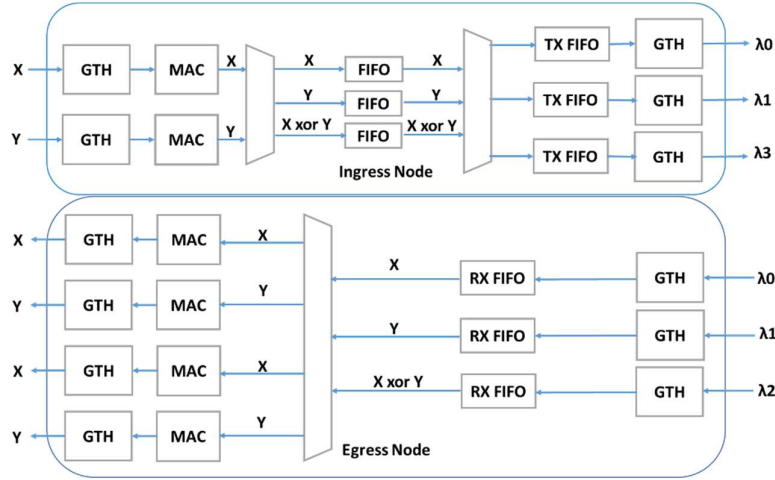 X GTH MAC X X FIFO X TX FIFO GTH λ0
Y FIFO Y TX FIFO GTH λ1
Y GTH MAC Y X xor Y FIFO X xor Y
TX FIFO GTH λ3
Ingress Node
X GTH MAC X
X RX FIFO GTH λ0
Y GTH MAC Y
Y RX FIFO GTH λ1
X GTH MAC X
X xor Y RX FIFO GTH λ2
Y GTH MAC Y
Egress Node